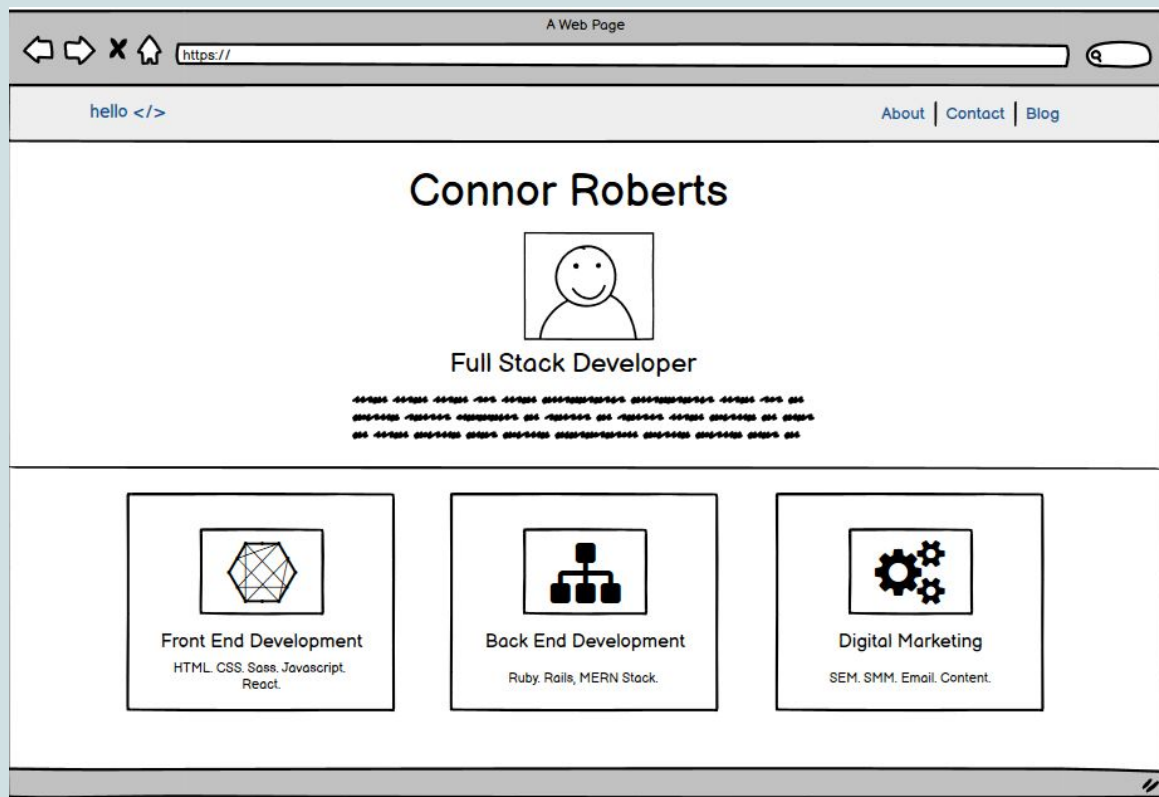 A Web Page
https://
hello </>
About | Contact | Blog
Connor Roberts
Full Stack Developer
Front End Development
HTML. CSS. Sass. Javascript.
React.
Back End Development
Ruby. Rails, MERN Stack.
Digital Marketing
SEM. SMM. Email. Content.